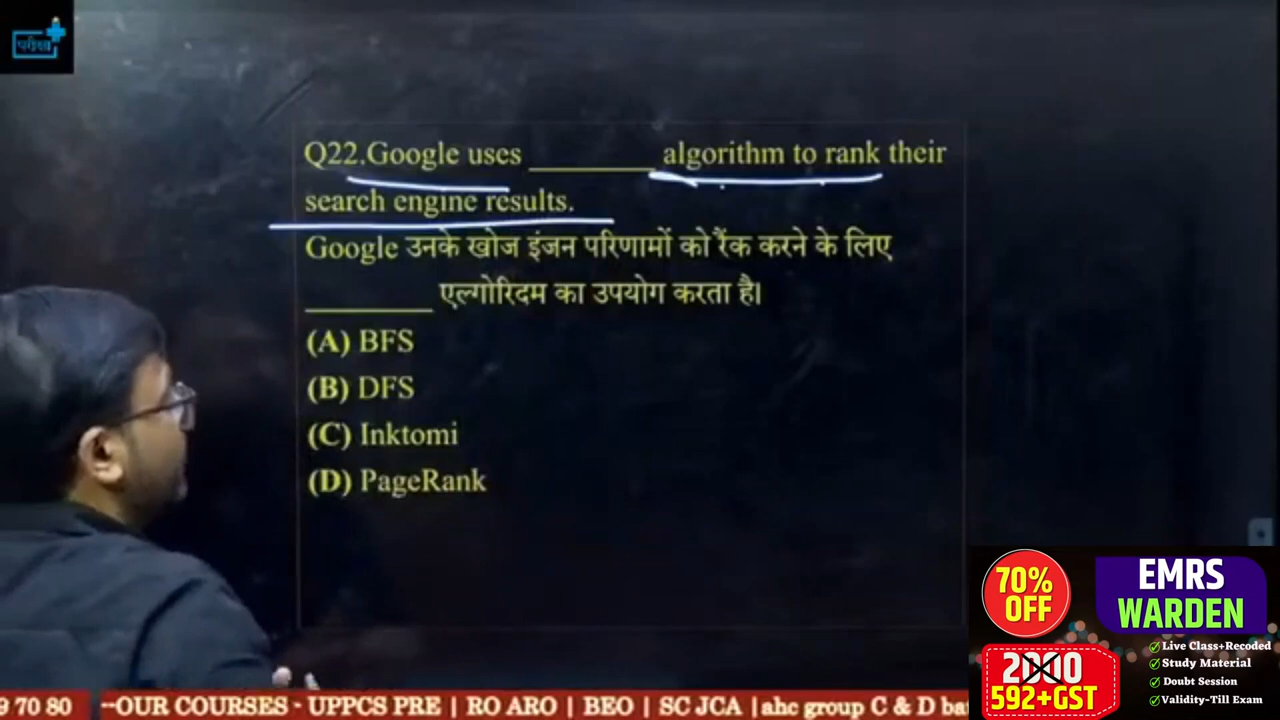 परीक्षा
Q22.Google uses ________ algorithm to rank their
search engine results.
Google उनके खोज इंजन परिणामों को रैंक करने के लिए
________ एल्गोरिदम का उपयोग करता है।
(A) BFS
(B) DFS
(C) Inktomi
(D) PageRank
70%
OFF
EMRS
WARDEN
2000
592+GST
Live Class+Recoded
Study Material
Doubt Session
Validity-Till Exam
9 70 80 --OUR COURSES - UPPCS PRE | RO ARO | BEO | SC JCA |ahc group C & D